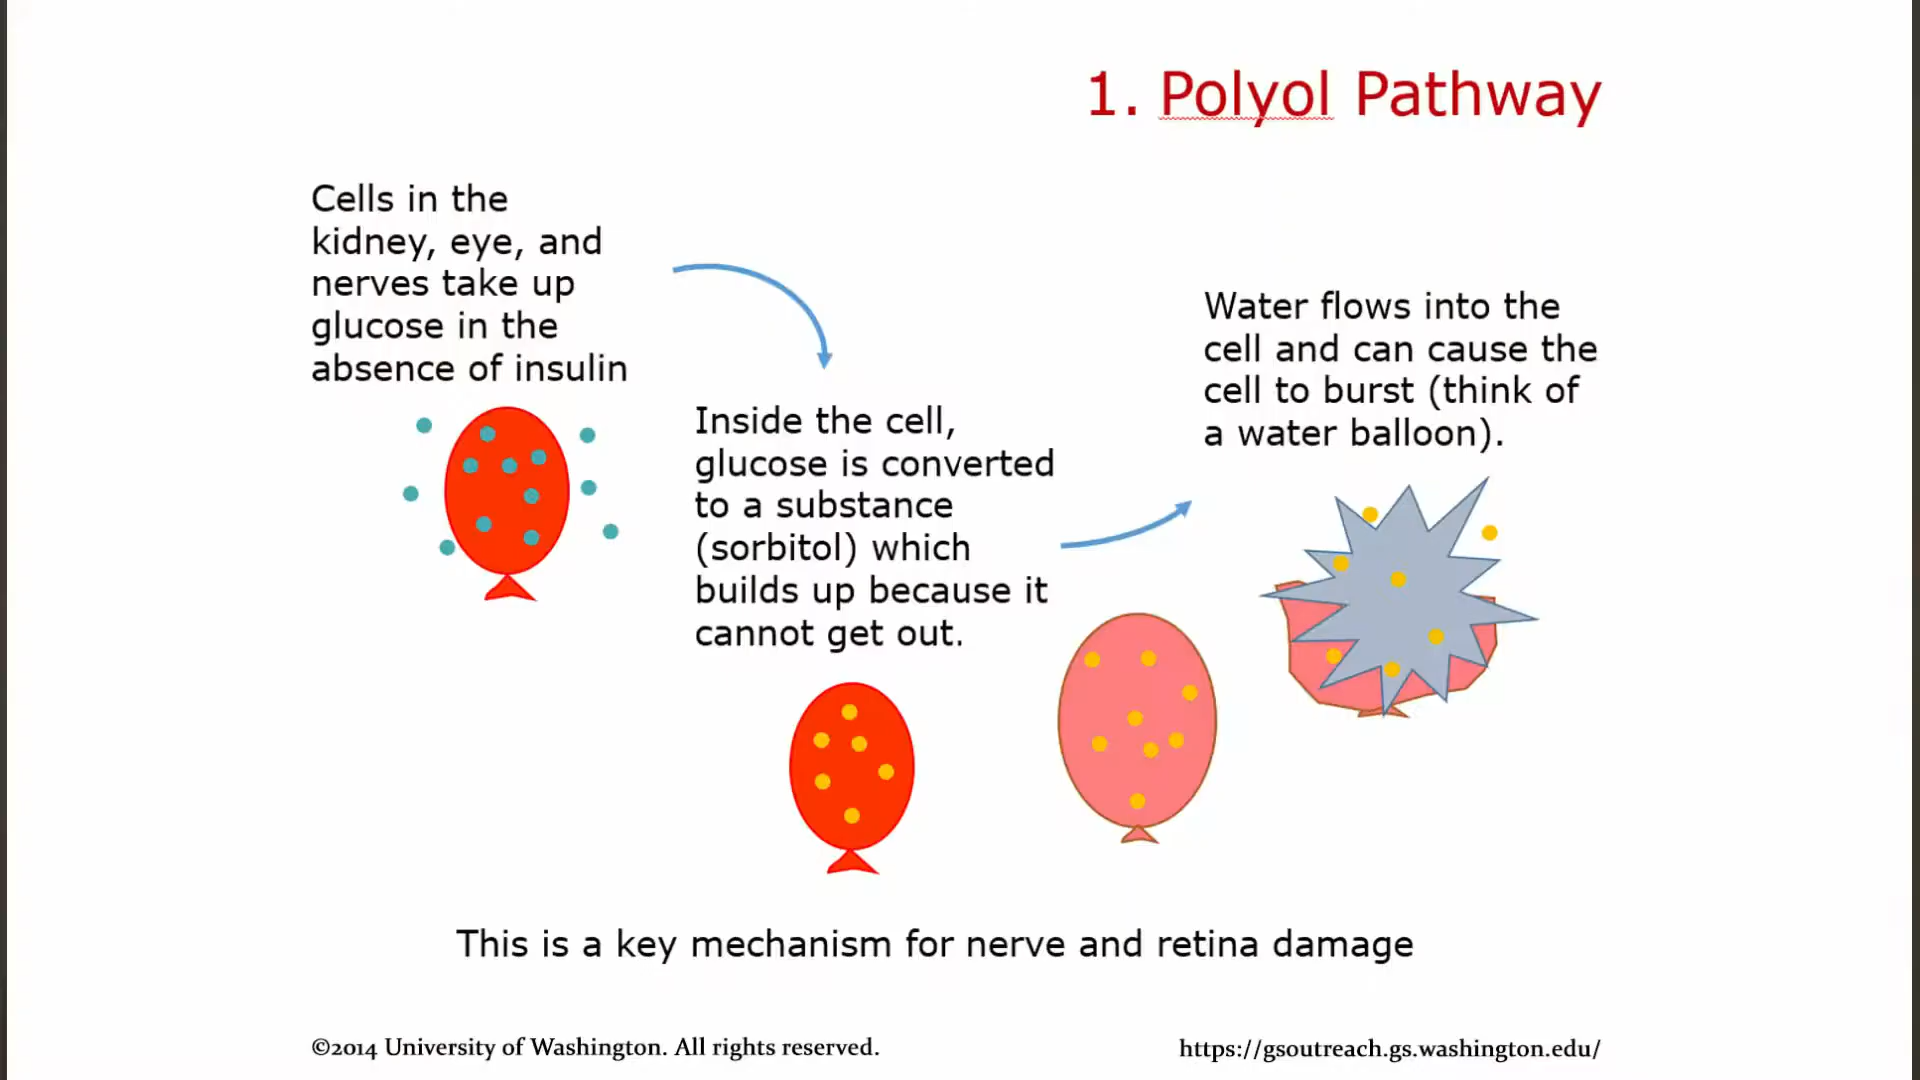 1. Polyol Pathway
Cells in the
kidney, eye, and
nerves take up
glucose in the
absence of insulin
Inside the cell,
glucose is converted
to a substance
(sorbitol) which
builds up because it
cannot get out.
Water flows into the
cell and can cause the
cell to burst (think of
a water balloon).
This is a key mechanism for nerve and retina damage
©2014 University of Washington. All rights reserved.
https://gsoutreach.gs.washington.edu/